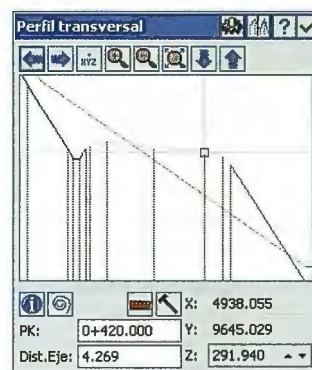 Perfil transversal ?
XYZ
X: 4938.055
PK: 0+420.000 Y: 9645.029
Dist.Eje: 4.269 Z: 291.940